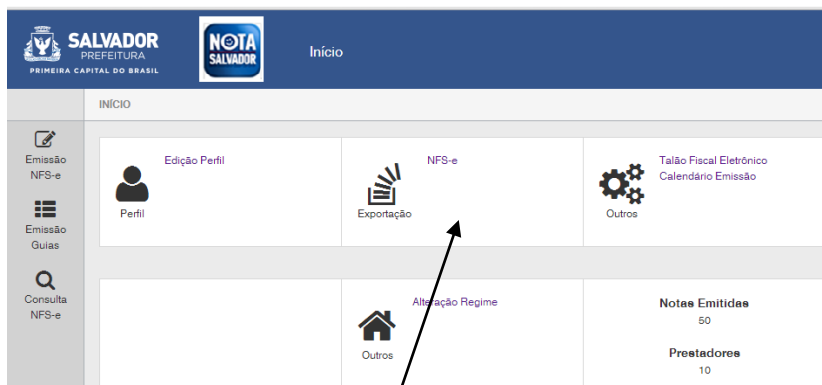 SALVADOR
PREFEITURA
PRIMEIRA CAPITAL DO BRASIL
NOTA
SALVADOR
Início
INÍCIO
Emissão
NFS-e
Emissão
Guias
Consulta
NFS-e
Edição Perfil
Perfil
NFS-e
Exportação
Talão Fiscal Eletrônico
Calendário Emissão
Outros
Alteração Regime
Outros
Notas Emitidas
50
Prestadores
10